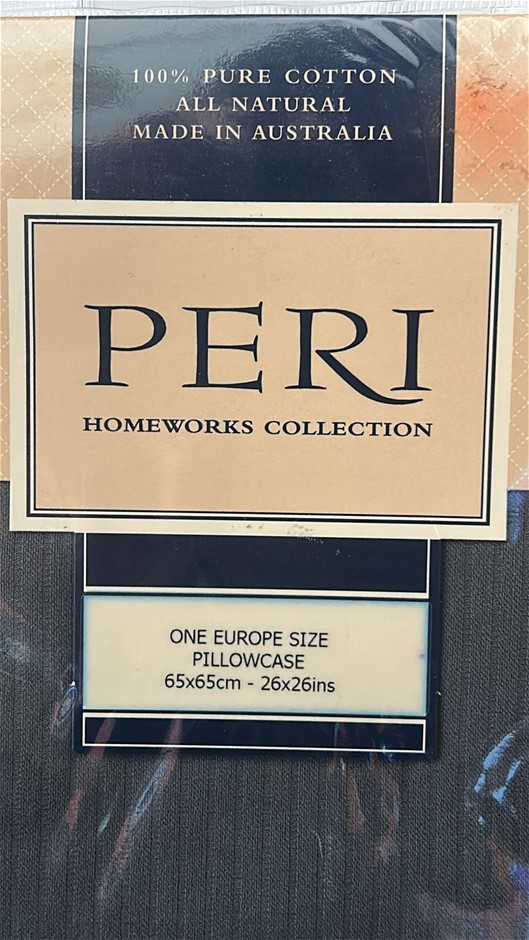 100% PURE COTTON
ALL NATURAL
MADE IN AUSTRALIA
PERI
HOMEWORKS COLLECTION
ONE EUROPE SIZE
PILLOWCASE
65x65cm - 26x26ins